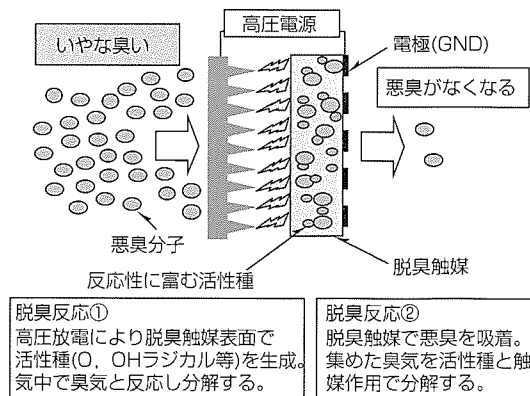 高圧電源
いやな臭い
電極(GND)
悪臭がなくなる
悪臭分子
脱臭触媒
反応性に富む活性種
脱臭反応①
高圧放電により脱臭触媒表面で
活性種(O，OHラジカル等)を生成。
気中で臭気と反応し分解する。
脱臭反応②
脱臭触媒で悪臭を吸着。
集めた臭気を活性種と触
媒作用で分解する。